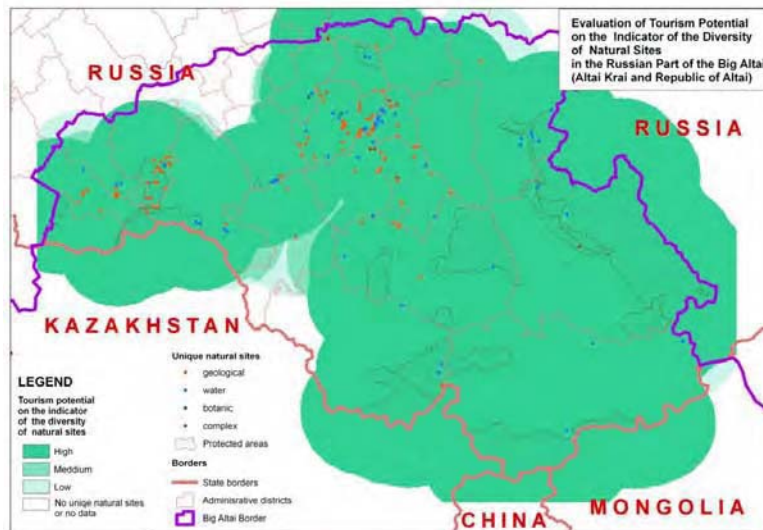 Evaluation of Tourism Potential
on the Indicator of the Diversity
of Natural Sites
in the Russian Part of the Big Altai
(Altai Krai and Republic of Altai)
RUSSIA
RUSSIA
KAZAKHSTAN
MONGOLIA
CHINA
LEGEND
Tourism potential
on the indicator
of the diversity
of natural sites
High
Meddium
Low
No uniqe natural sites
or no data
Unique natural sites
geological
water
botanic
complex
Protected areas
Borders
State borders
Adminisrative districts
Big Altai Border